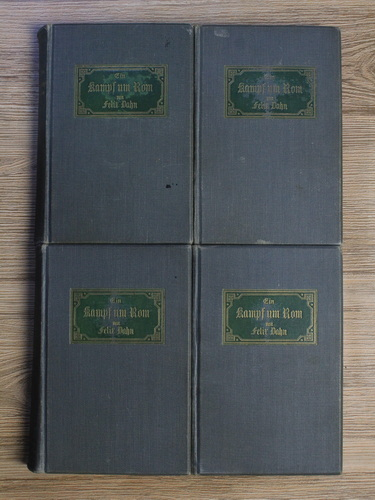 Ein
Kampf um Rom
von
Felix Dahn
Ein
Kampf um Rom
von
Felix Dahn
Ein
Kampf um Rom
von
Felix Dahn
Ein
Kampf um Rom
von
Felix Dahn